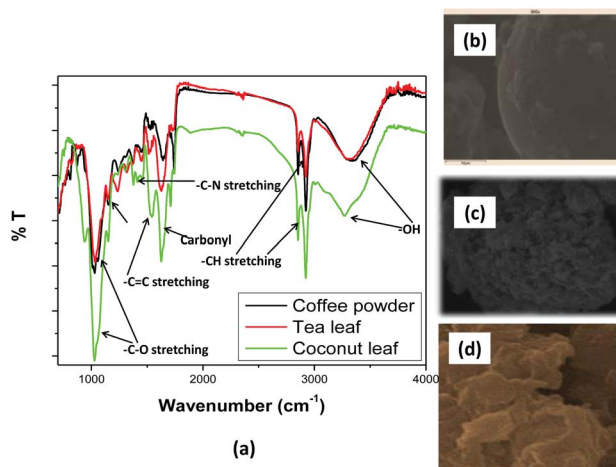 (a)
% T
-C-N stretching
Carbonyl
-CH stretching
-OH
-C=C stretching
-C-O stretching
Coffee powder
Tea leaf
Coconut leaf
1000 2000 3000 4000
Wavenumber (cm⁻¹)
(a)
(b)
(c)
(d)